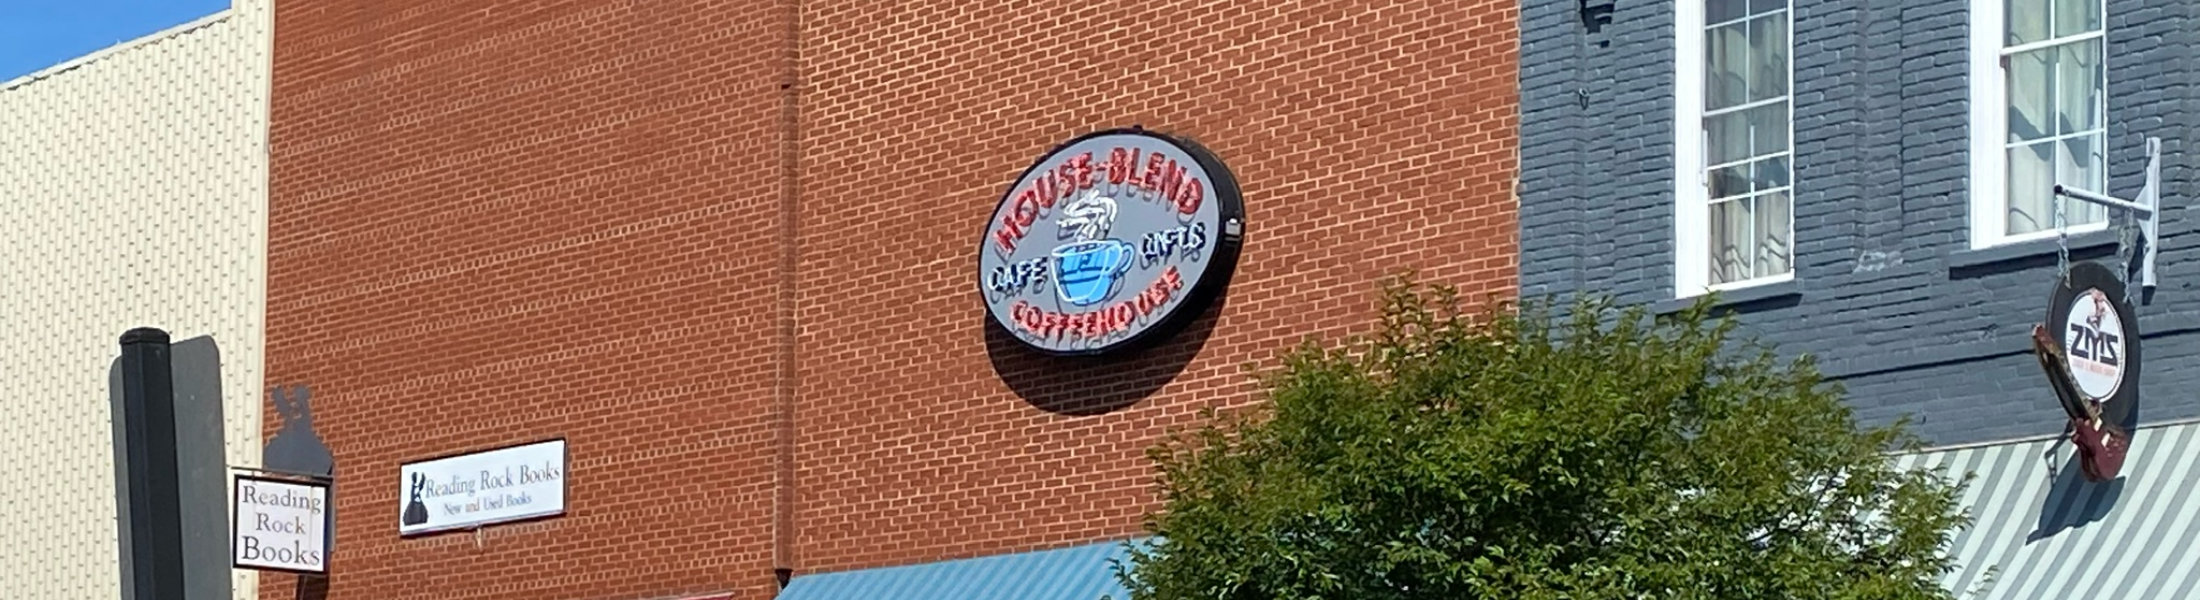 Reading
Rock
Books
Reading Rock Books
New and Used Books
HOUSE-BLEND
CAFE
GIFTS
COFFEEHOUSE
ZMS